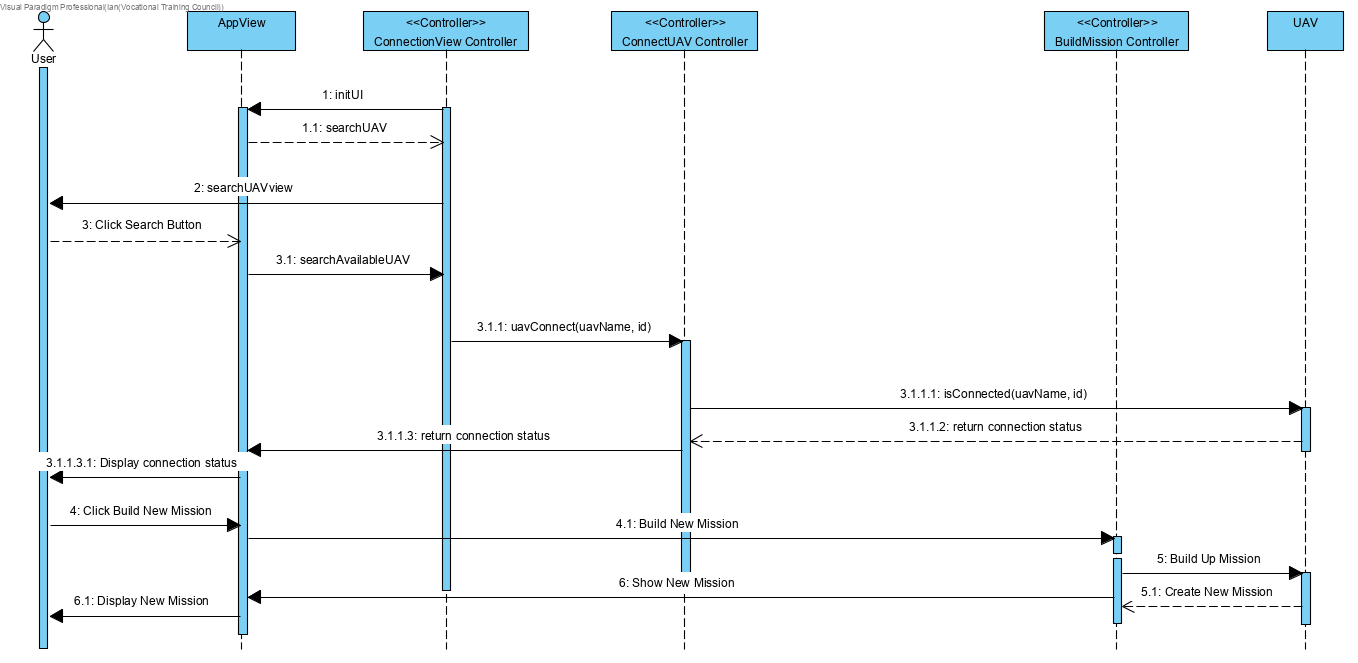 Visual Paradigm Professional(Ian(Vocational Training Council))
User
AppView
<<Controller>>
ConnectionView Controller
<<Controller>>
ConnectUAV Controller
<<Controller>>
BuildMission Controller
UAV
1: initUI
1.1: searchUAV
2: searchUAVview
3: Click Search Button
3.1: searchAvailableUAV
3.1.1: uavConnect(uavName, id)
3.1.1.1: isConnected(uavName, id)
3.1.1.2: return connection status
3.1.1.3: return connection status
3.1.1.3.1: Display connection status
4: Click Build New Mission
4.1: Build New Mission
5: Build Up Mission
6: Show New Mission
5.1: Create New Mission
6.1: Display New Mission